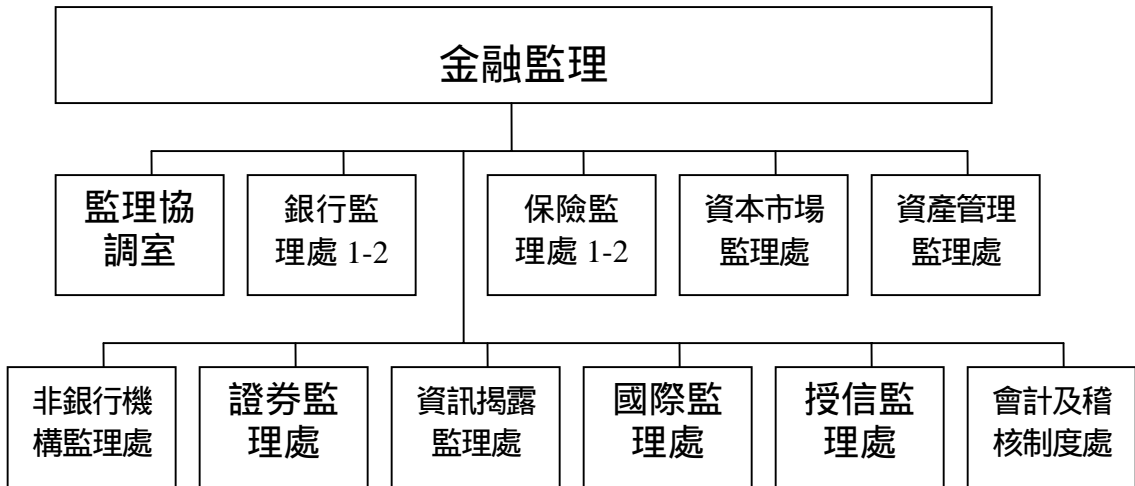 金融監理
監理協
調室
銀行監
理處 1-2
保險監
理處 1-2
資本市場
監理處
資產管理
監理處
非銀行機
構監理處
證券監
理處
資訊揭露
監理處
國際監
理處
授信監
理處
會計及稽
核制度處